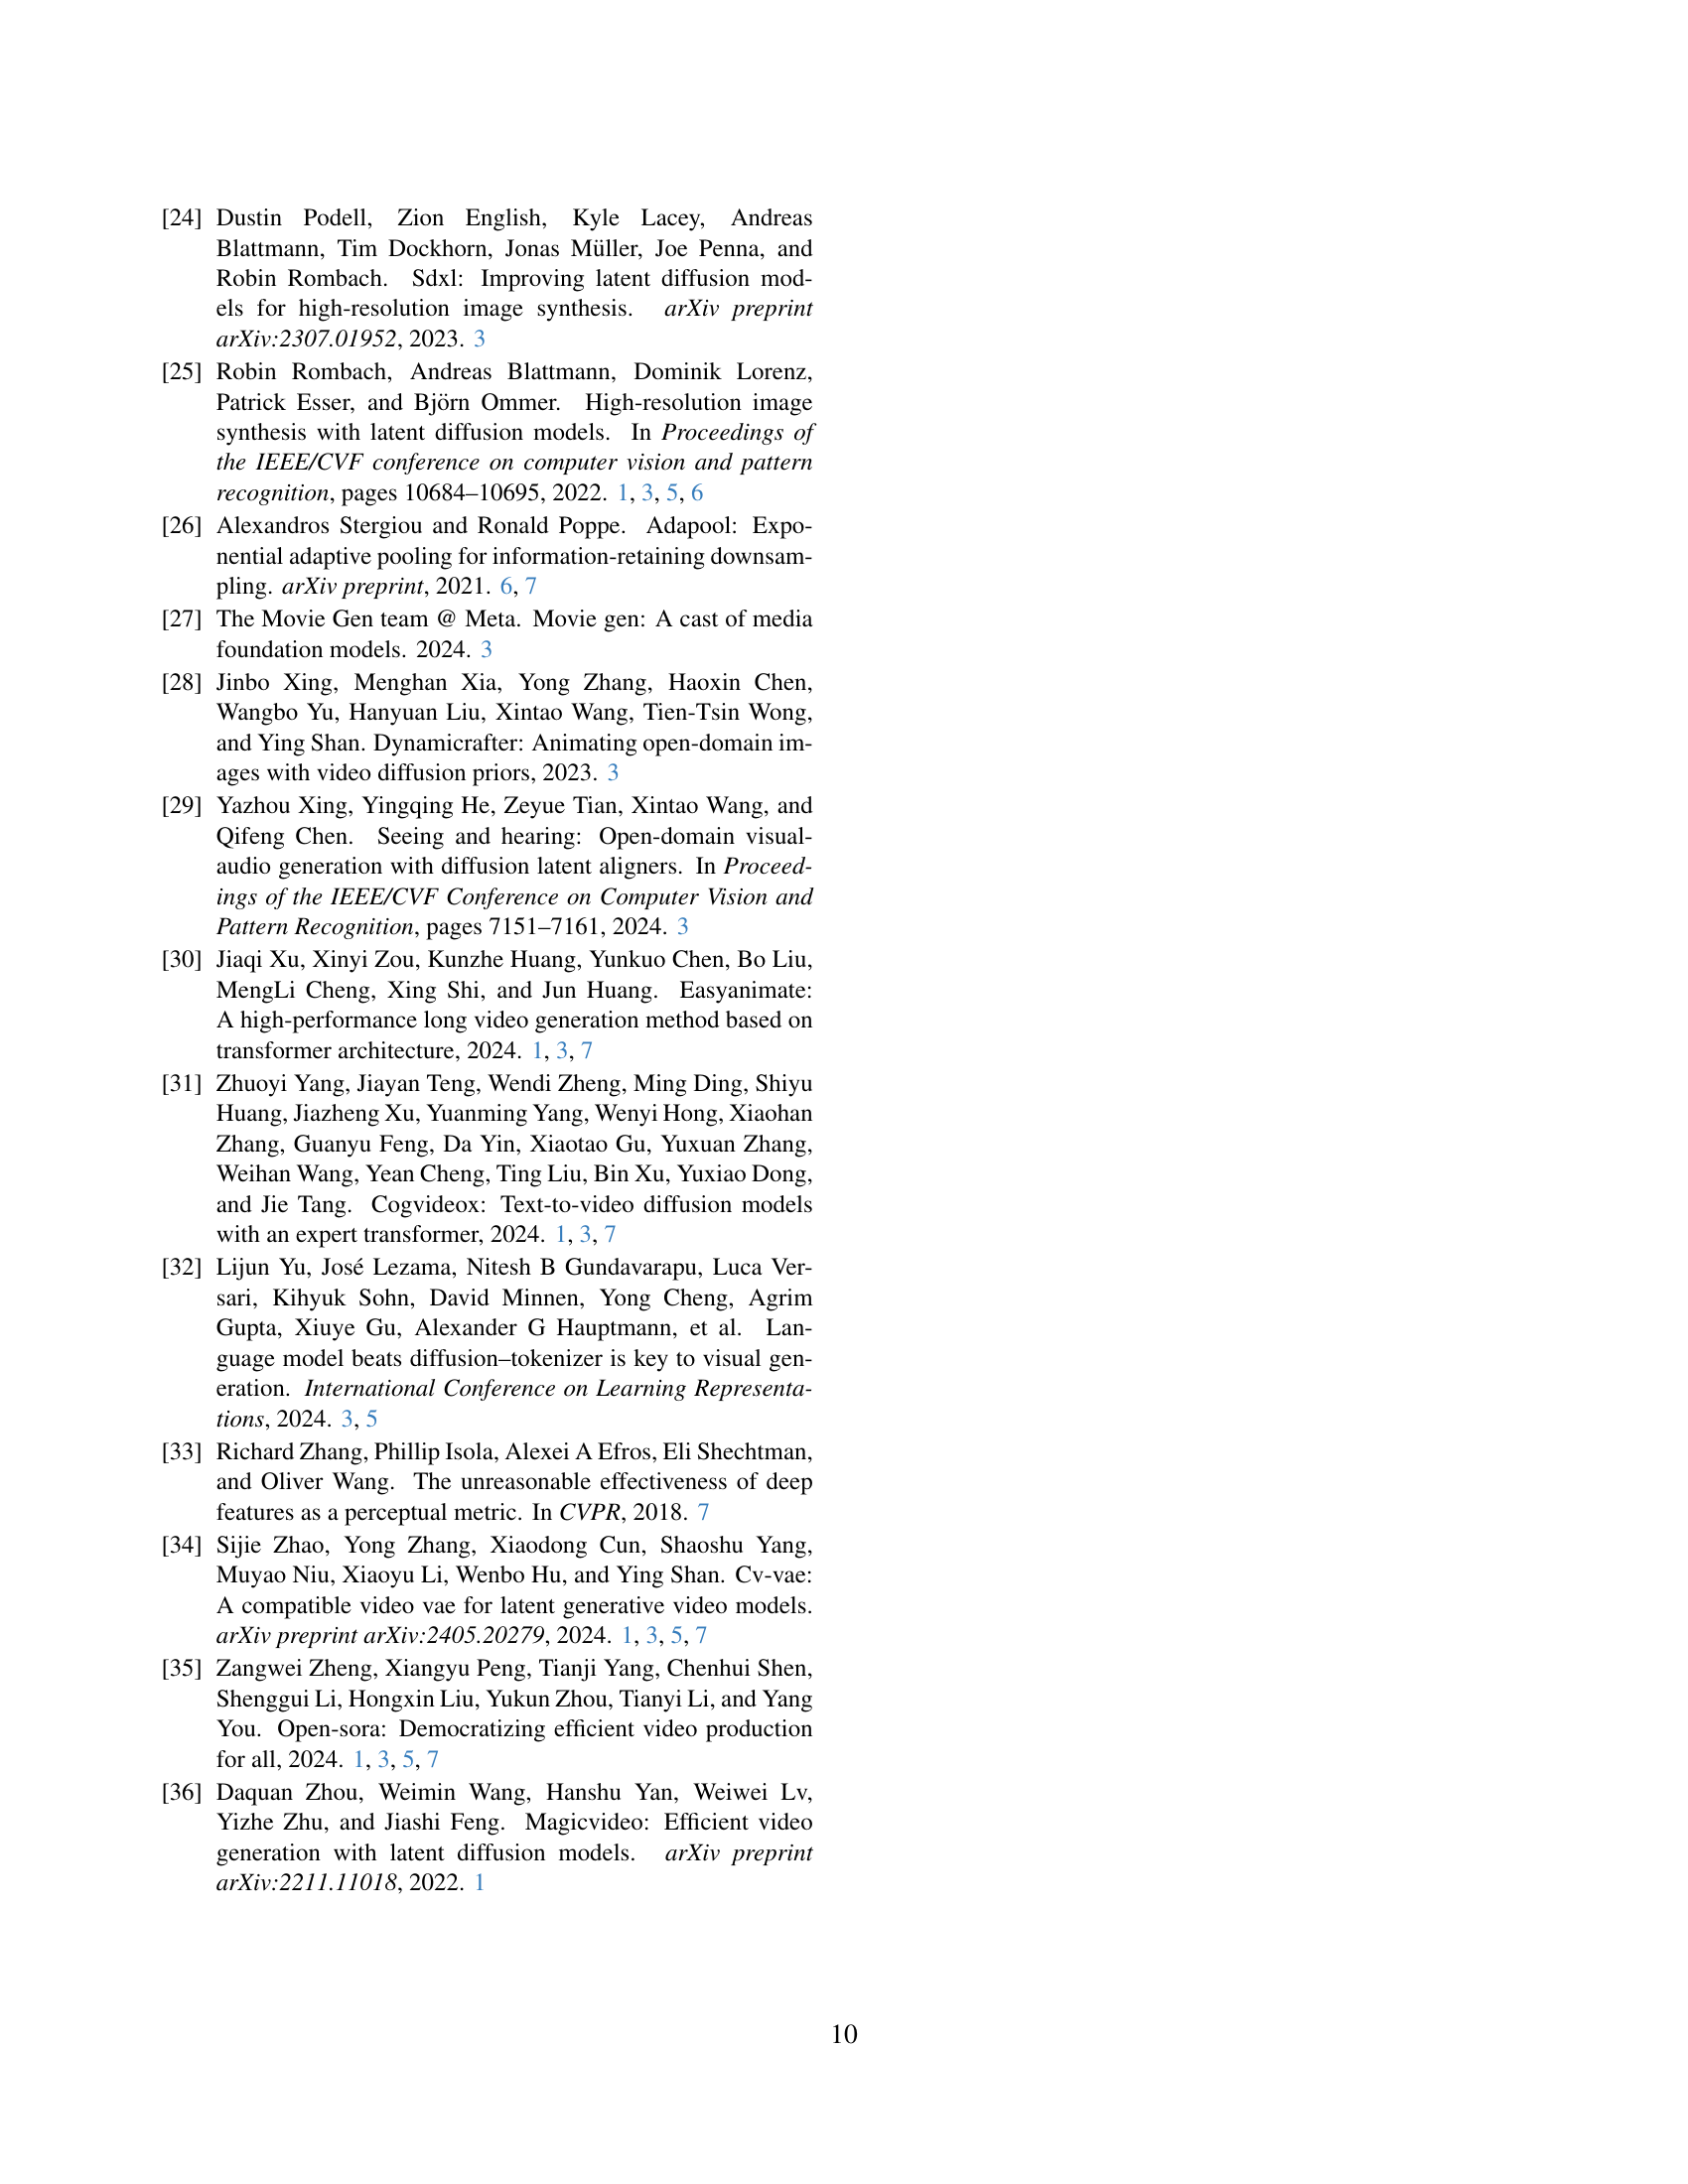 [24] Dustin Podell, Zion English, Kyle Lacey, Andreas
Blattmann, Tim Dockhorn, Jonas Müller, Joe Penna, and
Robin Rombach. Sdxl: Improving latent diffusion mod-
els for high-resolution image synthesis. arXiv preprint
arXiv:2307.01952, 2023. 3
[25] Robin Rombach, Andreas Blattmann, Dominik Lorenz,
Patrick Esser, and Björn Ommer. High-resolution image
synthesis with latent diffusion models. In Proceedings of
the IEEE/CVF conference on computer vision and pattern
recognition, pages 10684–10695, 2022. 1, 3, 5, 6
[26] Alexandros Stergiou and Ronald Poppe. Adapool: Expo-
nential adaptive pooling for information-retaining downsam-
pling. arXiv preprint, 2021. 6, 7
[27] The Movie Gen team @ Meta. Movie gen: A cast of media
foundation models. 2024. 3
[28] Jinbo Xing, Menghan Xia, Yong Zhang, Haoxin Chen,
Wangbo Yu, Hanyuan Liu, Xintao Wang, Tien-Tsin Wong,
and Ying Shan. Dynamicrafter: Animating open-domain im-
ages with video diffusion priors, 2023. 3
[29] Yazhou Xing, Yingqing He, Zeyue Tian, Xintao Wang, and
Qifeng Chen. Seeing and hearing: Open-domain visual-
audio generation with diffusion latent aligners. In Proceed-
ings of the IEEE/CVF Conference on Computer Vision and
Pattern Recognition, pages 7151–7161, 2024. 3
[30] Jiaqi Xu, Xinyi Zou, Kunzhe Huang, Yunkuo Chen, Bo Liu,
MengLi Cheng, Xing Shi, and Jun Huang. Easyanimate:
A high-performance long video generation method based on
transformer architecture, 2024. 1, 3, 7
[31] Zhuoyi Yang, Jiayan Teng, Wendi Zheng, Ming Ding, Shiyu
Huang, Jiazheng Xu, Yuanming Yang, Wenyi Hong, Xiaohan
Zhang, Guanyu Feng, Da Yin, Xiaotao Gu, Yuxuan Zhang,
Weihan Wang, Yean Cheng, Ting Liu, Bin Xu, Yuxiao Dong,
and Jie Tang. Cogvideox: Text-to-video diffusion models
with an expert transformer, 2024. 1, 3, 7
[32] Lijun Yu, José Lezama, Nitesh B Gundavarapu, Luca Ver-
sari, Kihyuk Sohn, David Minnen, Yong Cheng, Agrim
Gupta, Xiuye Gu, Alexander G Hauptmann, et al. Lan-
guage model beats diffusion–tokenizer is key to visual gen-
eration. International Conference on Learning Representa-
tions, 2024. 3, 5
[33] Richard Zhang, Phillip Isola, Alexei A Efros, Eli Shechtman,
and Oliver Wang. The unreasonable effectiveness of deep
features as a perceptual metric. In CVPR, 2018. 7
[34] Sijie Zhao, Yong Zhang, Xiaodong Cun, Shaoshu Yang,
Muyao Niu, Xiaoyu Li, Wenbo Hu, and Ying Shan. Cv-vae:
A compatible video vae for latent generative video models.
arXiv preprint arXiv:2405.20279, 2024. 1, 3, 5, 7
[35] Zangwei Zheng, Xiangyu Peng, Tianji Yang, Chenhui Shen,
Shenggui Li, Hongxin Liu, Yukun Zhou, Tianyi Li, and Yang
You. Open-sora: Democratizing efficient video production
for all, 2024. 1, 3, 5, 7
[36] Daquan Zhou, Weimin Wang, Hanshu Yan, Weiwei Lv,
Yizhe Zhu, and Jiashi Feng. Magicvideo: Efficient video
generation with latent diffusion models. arXiv preprint
arXiv:2211.11018, 2022. 1
10